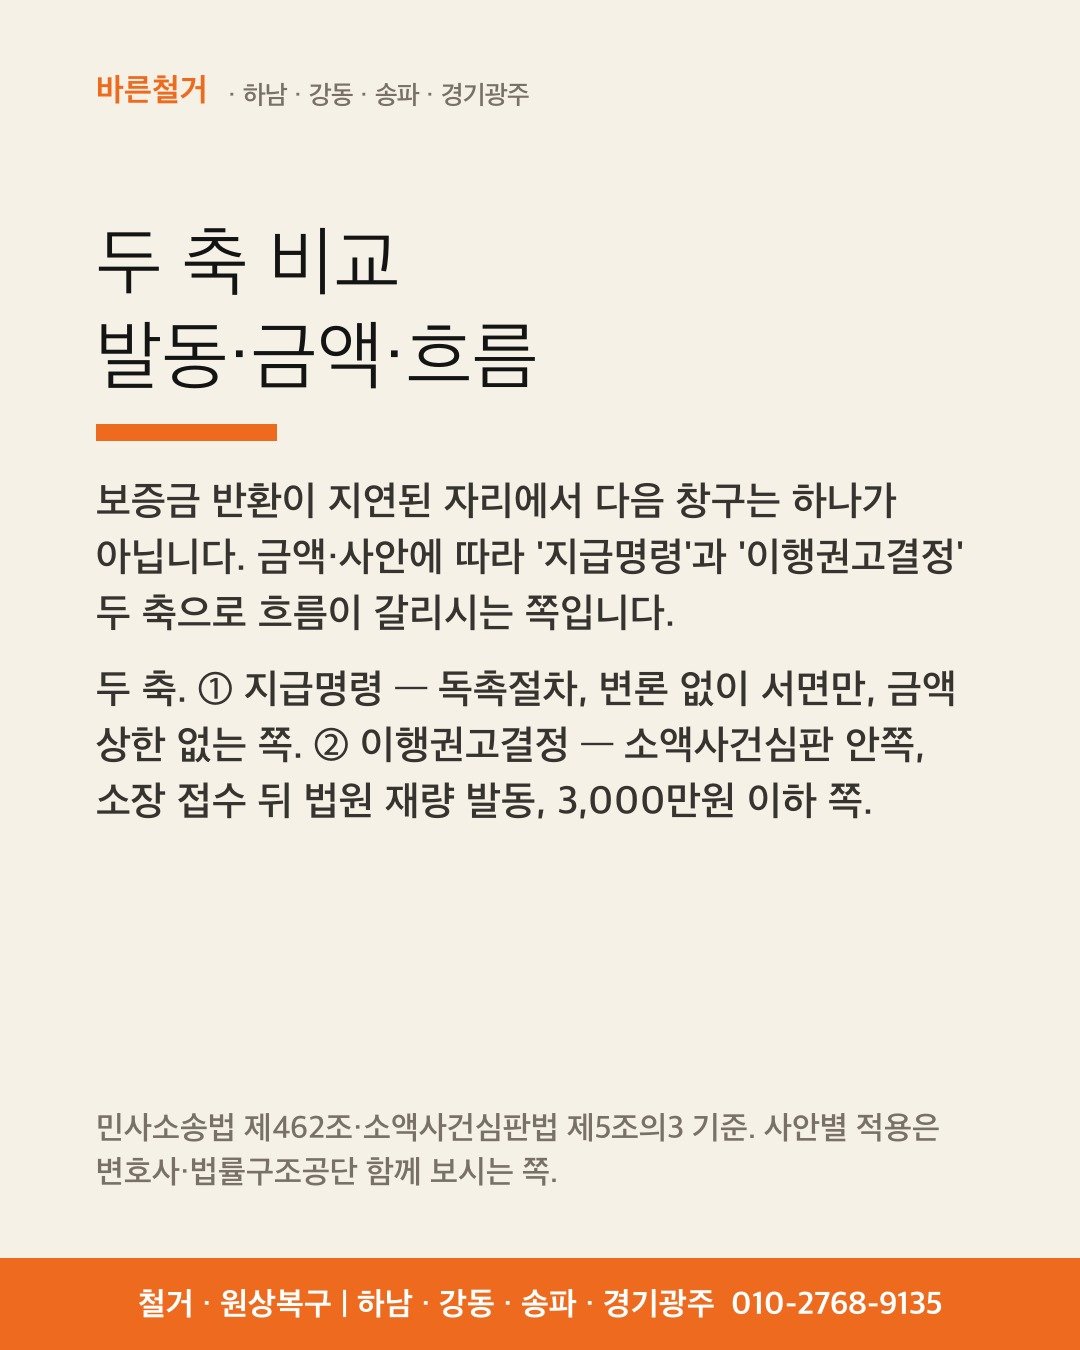 바른철거 · 하남 · 강동 · 송파 · 경기광주
두 축 비교
발동·금액·흐름
보증금 반환이 지연된 자리에서 다음 창구는 하나가
아닙니다. 금액·사안에 따라 '지급명령'과 '이행권고결정'
두 축으로 흐름이 갈리시는 쪽입니다.
두 축. ① 지급명령 — 독촉절차, 변론 없이 서면만, 금액
상한 없는 쪽. ② 이행권고결정 — 소액사건심판 안쪽,
소장 접수 뒤 법원 재량 발동, 3,000만원 이하 쪽.
민사소송법 제462조·소액사건심판법 제5조의3 기준. 사안별 적용은
변호사·법률구조공단 함께 보시는 쪽.
철거 · 원상복구 | 하남 · 강동 · 송파 · 경기광주 010-2768-9135